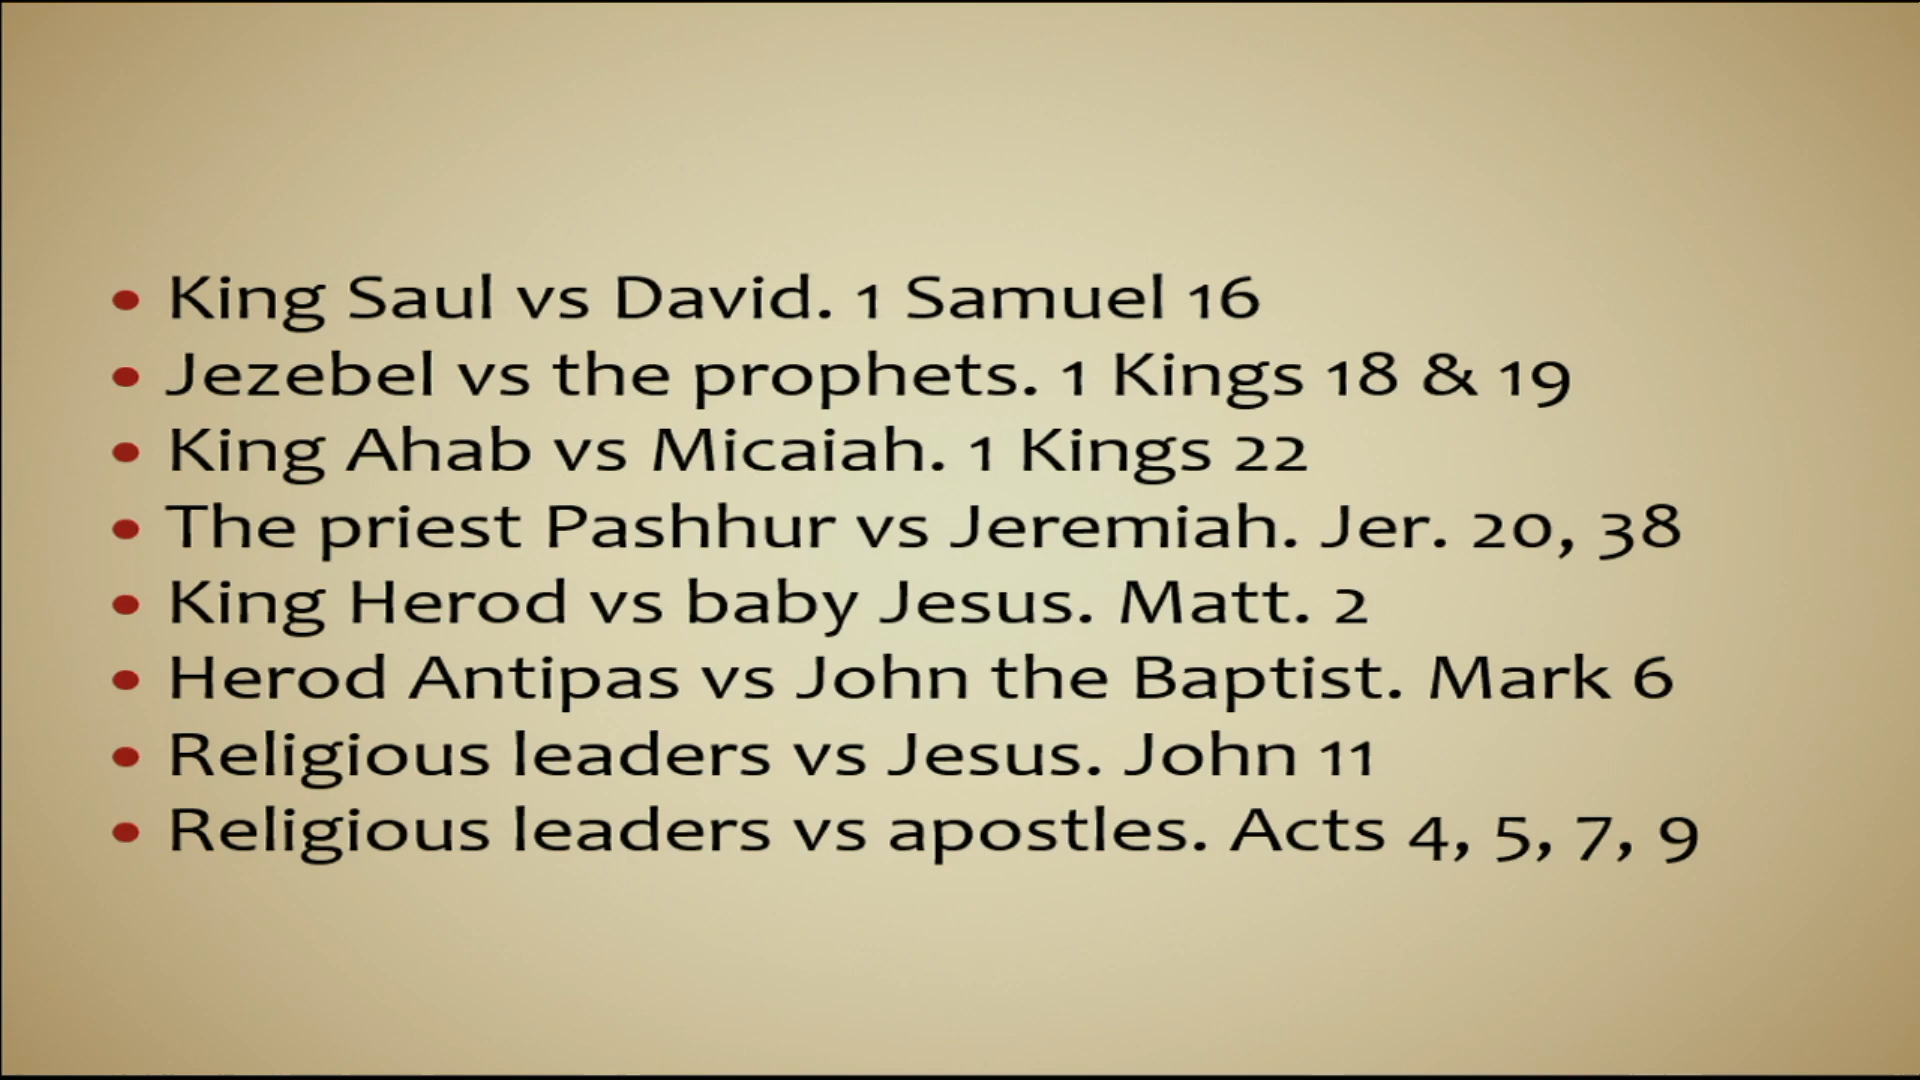 • King Saul vs David. 1 Samuel 16
• Jezebel vs the prophets. 1 Kings 18 & 19
• King Ahab vs Micaiah. 1 Kings 22
• The priest Pashhur vs Jeremiah. Jer. 20, 38
• King Herod vs baby Jesus. Matt. 2
• Herod Antipas vs John the Baptist. Mark 6
• Religious leaders vs Jesus. John 11
• Religious leaders vs apostles. Acts 4, 5, 7, 9